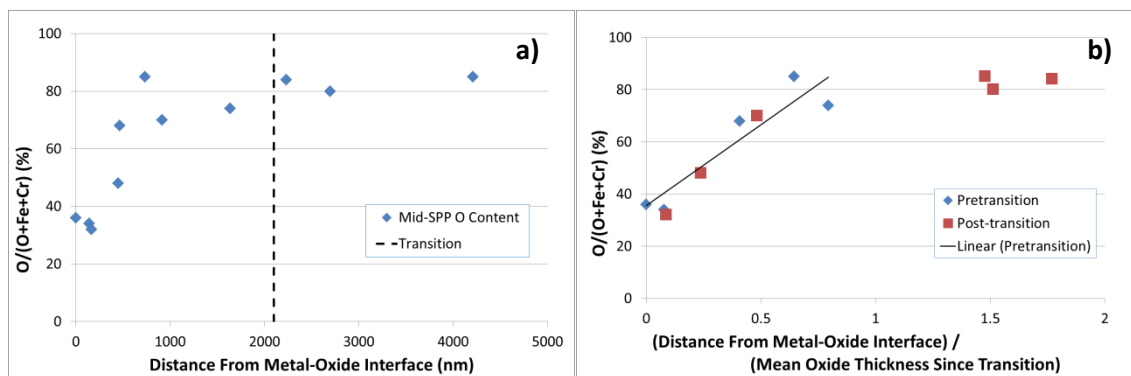 a)
100
80
60
40
20
0
O/(O+Fe+Cr) (%)
Mid-SPP O Content
Transition
0 1000 2000 3000 4000 5000
Distance From Metal-Oxide Interface (nm)
b)
100
80
60
40
20
0
O/(O+Fe+Cr) (%)
Pretransition
Post-transition
Linear (Pretransition)
0 0.5 1 1.5 2
(Distance From Metal-Oxide Interface) /
(Mean Oxide Thickness Since Transition)